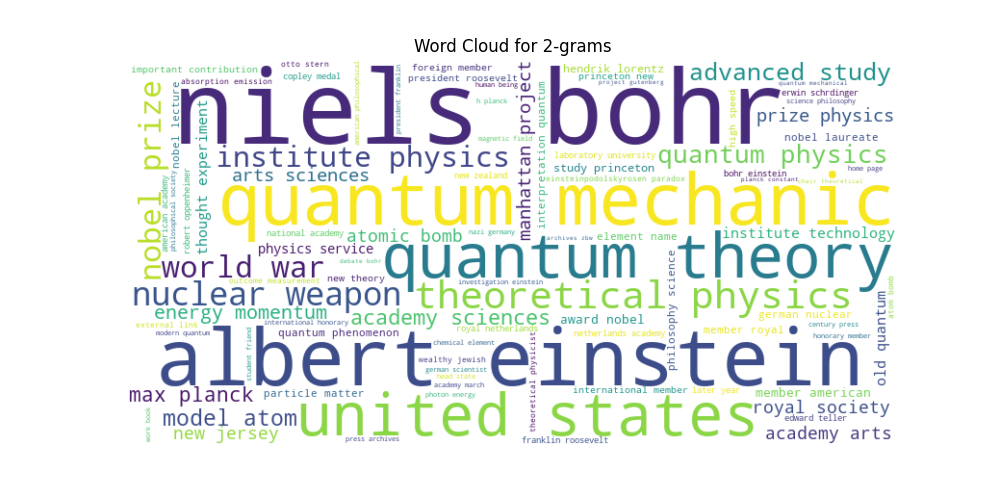 Word Cloud for 2-grams
niels bohr
quantum mechanic
quantum theory
albert einstein
united states
theoretical physics
nobel prize
world war
nuclear weapon
institute physics
advanced study
quantum physics
prize physics
important contribution
otto stern
absorption emission
copley medal
nobel lecture
american philosophical
president franklin
foreign member
president roosevelt
human being
h planck
magnetic field
manhattan project
hendrik lorentz
princeton new
project gutenberg
quantum mechanical
erwin schrdinger
science philosophy
high speed
nobel laureate
home page
interpretation quantum
laboratory university
study princeton
bohr einstein
einsteinpodolskyrosen paradox
planck constant
chair theoretical
arts sciences
new zealand
thought experiment
american academy
philosophical society
robert oppenheimer
national academy
nazi germany
atomic bomb
archives zbw
element name
institute technology
physics service
debate bohr
outcome measurement
new theory
investigation einstein
philosophy science
energy momentum
academy sciences
award nobel
german nuclear
atom bomb
external link
international honorary
modern quantum
quantum phenomenon
royal netherlands
netherlands academy
member royal
century press
honorary member
old quantum
student friend
chemical element
wealthy jewish
german scientist
head state
academy march
theoretical physicist
max planck
particle matter
photon energy
international member
later year
member american
model atom
royal society
edward teller
work book
new jersey
press archives
franklin roosevelt
academy arts